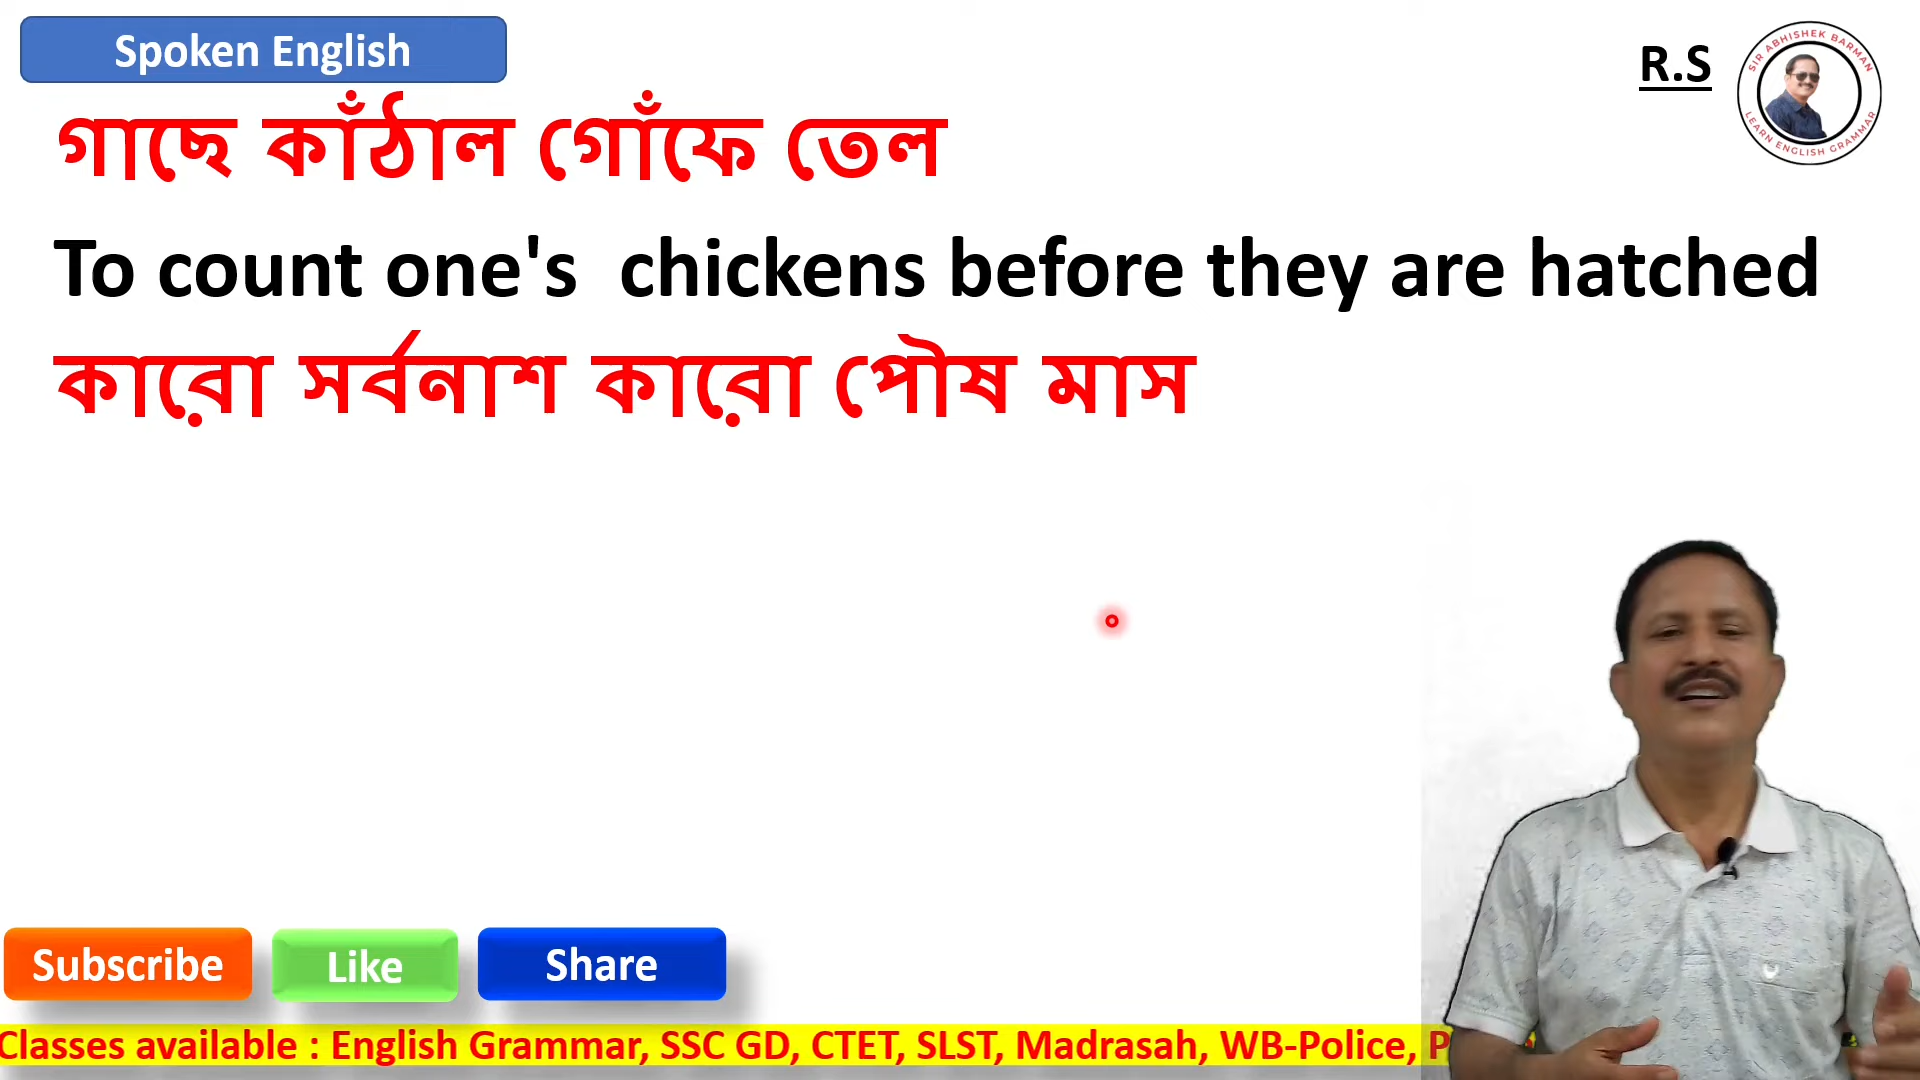 Spoken English
R.S
SIR ABHISHEK BARMAN
LEARN ENGLISH GRAMMAR
গাছে কাঁঠাল গোঁফে তেল
To count one's  chickens before they are hatched
কারো সর্বনাশ কারো পৌষ মাস
Subscribe
Like
Share
Classes available : English Grammar, SSC GD, CTET, SLST, Madrasah, WB-Police, P